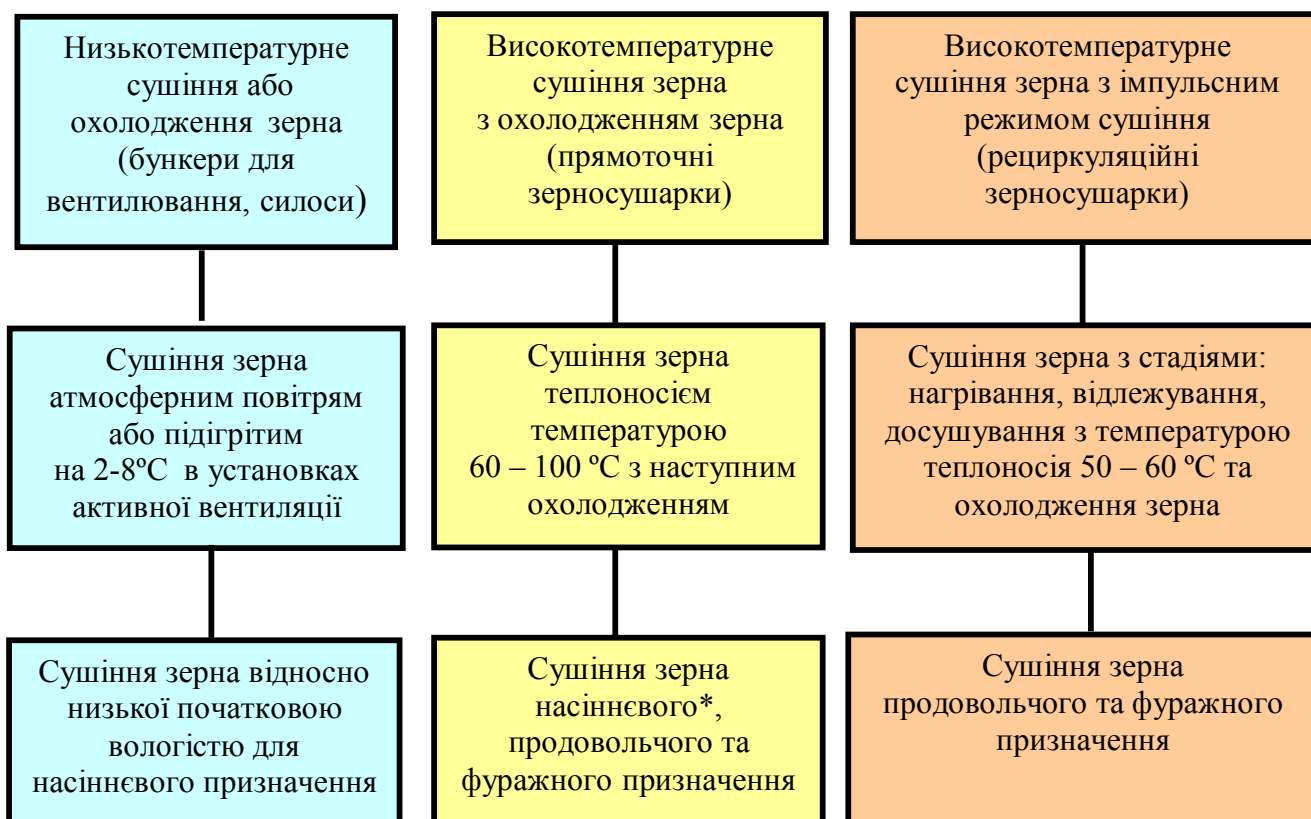 Низькотемпературне
сушіння або
охолодження зерна
(бункери для
вентилювання, силоси)
Високотемпературне
сушіння зерна
з охолодженням зерна
(прямоточні
зерносушарки)
Високотемпературне
сушіння зерна з імпульсним
режимом сушіння
(рециркуляційні
зерносушарки)
Сушіння зерна
атмосферним повітрям
або підігрітим
на 2-8ºС в установках
активної вентиляції
Сушіння зерна
теплоносієм
температурою
60 – 100 ºС з наступним
охолодженням
Сушіння зерна з стадіями:
нагрівання, відлежування,
досушування з температурою
теплоносія 50 – 60 ºС та
охолодження зерна
Сушіння зерна відносно
низької початковою
вологістю для
насіннєвого призначення
Сушіння зерна
насіннєвого*,
продовольчого та
фуражного призначення
Сушіння зерна
продовольчого та фуражного
призначення